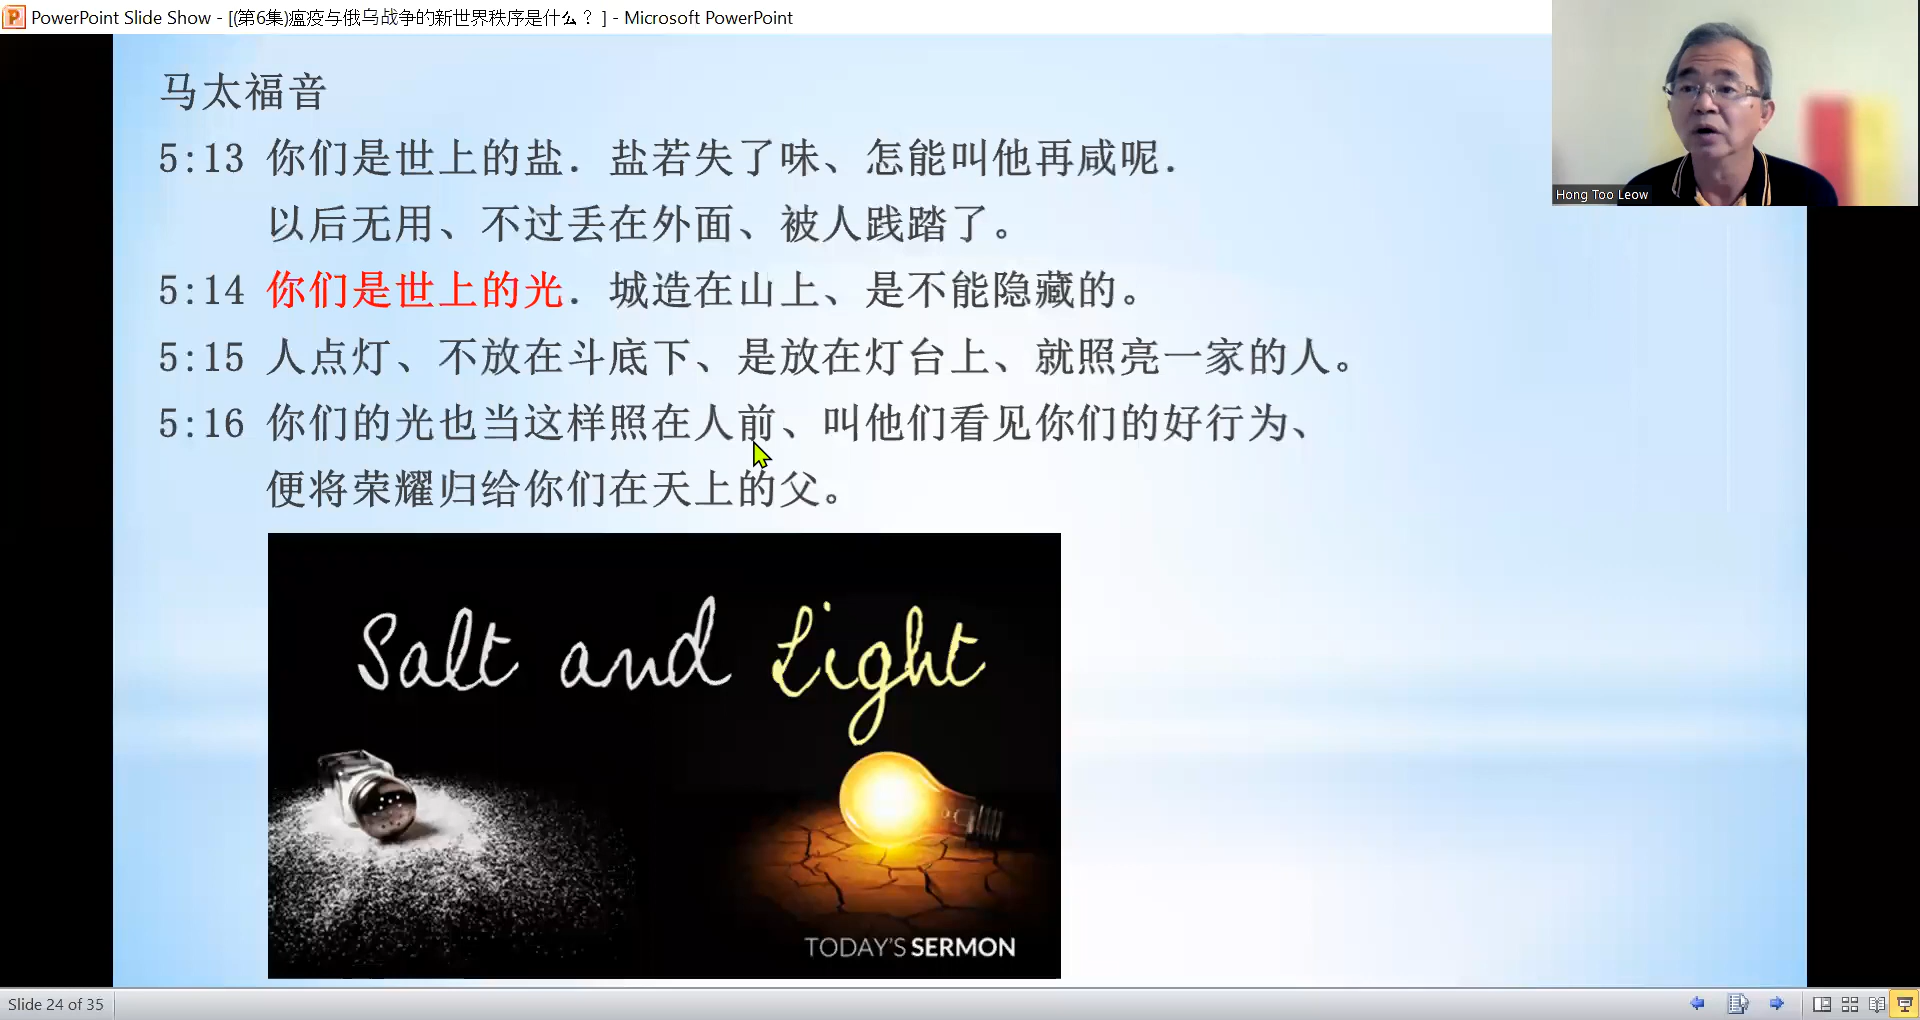 PowerPoint Slide Show - [(第6集)瘟疫与俄乌战争的新世界秩序是什么？ ] - Microsoft PowerPoint
马太福音
5:13 你们是世上的盐．盐若失了味、怎能叫他再咸呢．
以后无用、不过丢在外面、被人践踏了。
5:14 你们是世上的光．城造在山上、是不能隐藏的。
5:15 人点灯、不放在斗底下、是放在灯台上、就照亮一家的人。
5:16 你们的光也当这样照在人前、叫他们看见你们的好行为、
便将荣耀归给你们在天上的父。
Salt and Light
TODAY'S SERMON
Hong Too Leow
Slide 24 of 35